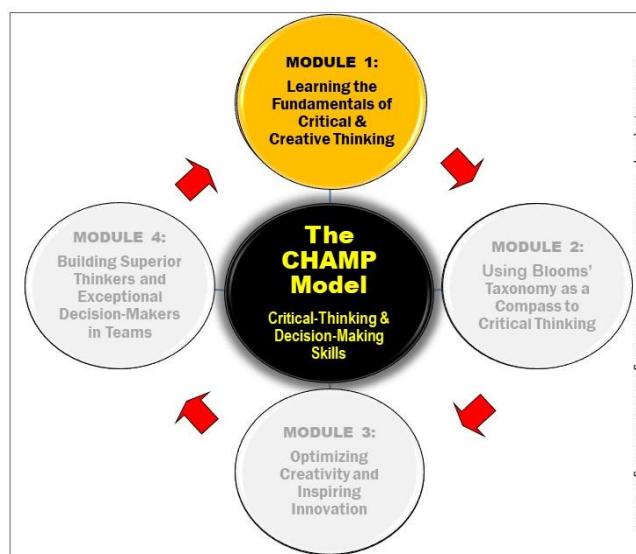 MODULE 1:
Learning the
Fundamentals of
Critical &
Creative Thinking
MODULE 4:
Building Superior
Thinkers and
Exceptional
Decision-Makers
in Teams
The
CHAMP
Model
Critical-Thinking &
Decision-Making
Skills
MODULE 2:
Using Blooms’
Taxonomy as a
Compass to
Critical Thinking
MODULE 3:
Optimizing
Creativity and
Inspiring
Innovation